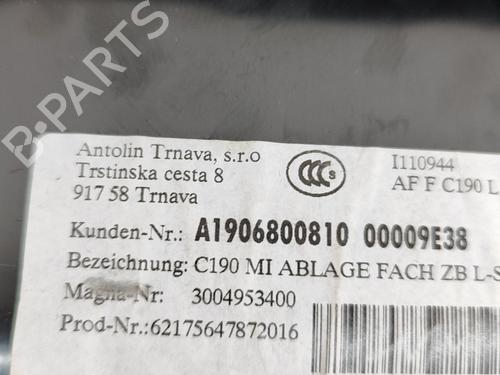 B-PARTS
Antolin Trnava, s.r.o
Trstinska cesta 8
917 58 Trnava
CCC S
I110944
AF F C190 L
Kunden-Nr.: A1906800810 00009E38
Bezeichnung: C190 MI ABLAGE FACH ZB L-S
Magna-Nr: 3004953400
Prod-Nr.:62175647872016